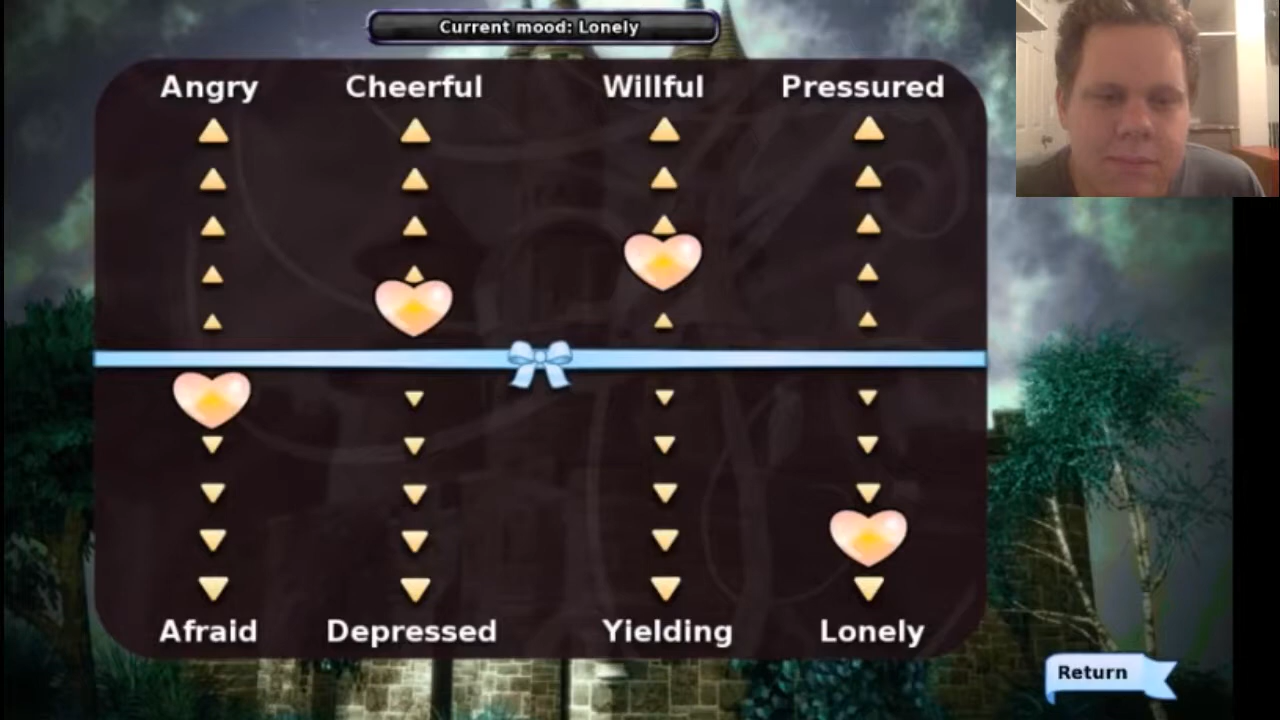 Current mood: Lonely
Angry Cheerful Willful Pressured
Afraid Depressed Yielding Lonely
Return